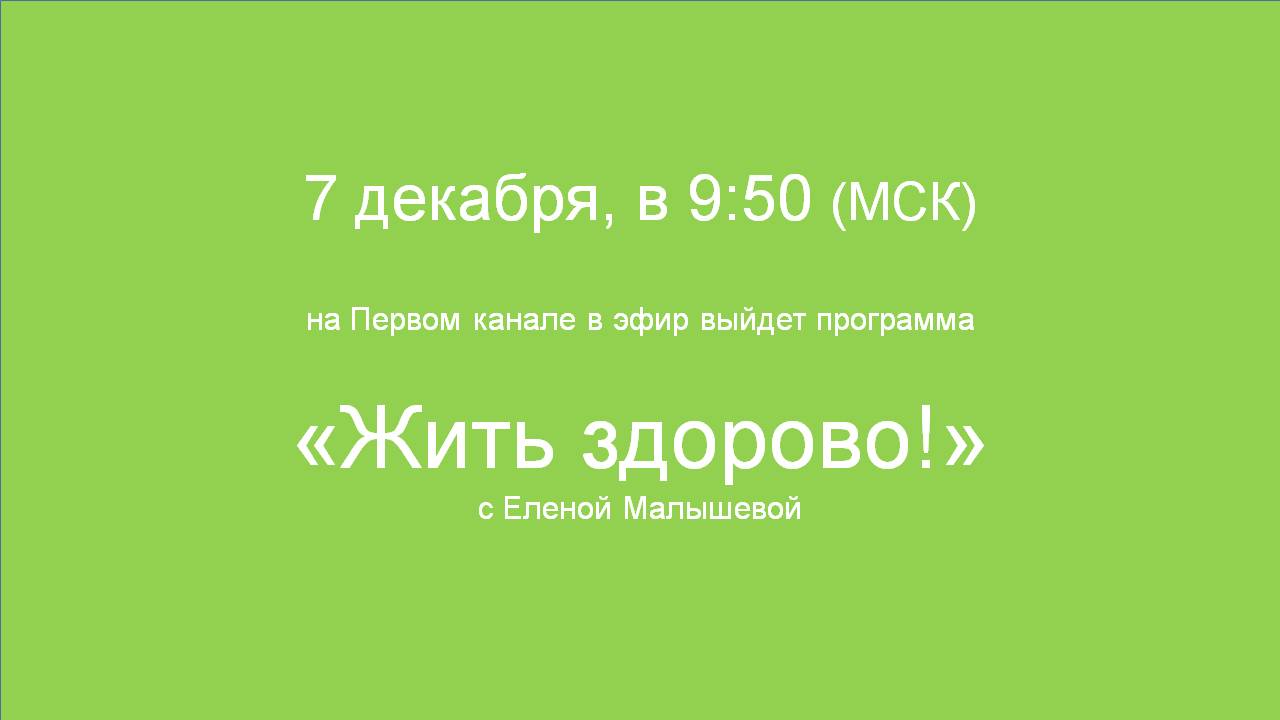 7 декабря, в 9:50 (МСК)
на Первом канале в эфир выйдет программа
«Жить здорово!»
с Еленой Малышевой